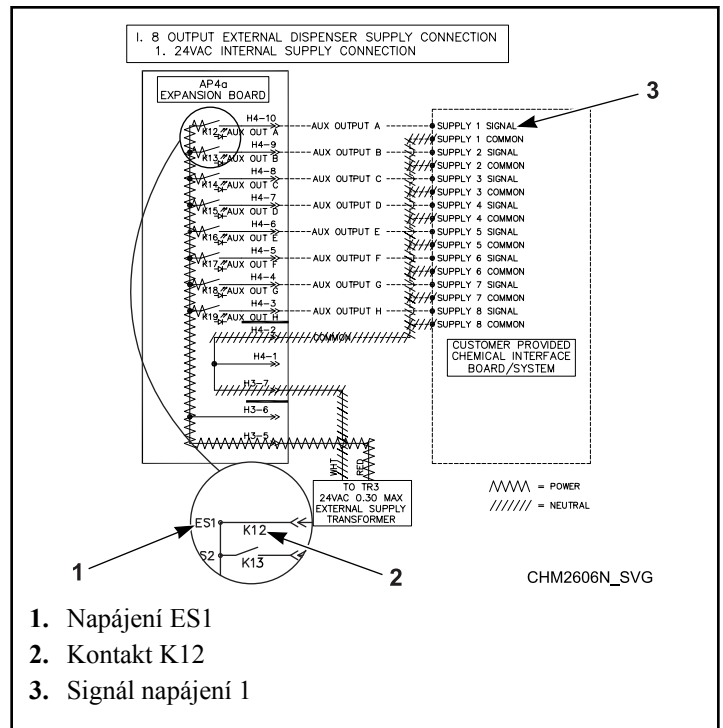 I. 8 OUTPUT EXTERNAL DISPENSER SUPPLY CONNECTION
1. 24VAC INTERNAL SUPPLY CONNECTION
AP4a
EXPANSION BOARD
3
H4-10
K12 AUX OUT A
AUX OUTPUT A
SUPPLY 1 SIGNAL
SUPPLY 1 COMMON
H4-9
K13 AUX OUT B
AUX OUTPUT B
SUPPLY 2 SIGNAL
SUPPLY 2 COMMON
H4-8
K14 AUX OUT C
AUX OUTPUT C
SUPPLY 3 SIGNAL
SUPPLY 3 COMMON
H4-7
K15 AUX OUT D
AUX OUTPUT D
SUPPLY 4 SIGNAL
SUPPLY 4 COMMON
H4-6
K16 AUX OUT E
AUX OUTPUT E
SUPPLY 5 SIGNAL
SUPPLY 5 COMMON
H4-5
K17 AUX OUT F
AUX OUTPUT F
SUPPLY 6 SIGNAL
SUPPLY 6 COMMON
H4-4
K18 AUX OUT G
AUX OUTPUT G
SUPPLY 7 SIGNAL
SUPPLY 7 COMMON
H4-3
K19 AUX OUT H
AUX OUTPUT H
SUPPLY 8 SIGNAL
SUPPLY 8 COMMON
H4-2
COMMON
H4-1
H3-7
H3-6
H3-5
CUSTOMER PROVIDED
CHEMICAL INTERFACE
BOARD/SYSTEM
WHT
RED
TO TR3
24VAC 0.30 MAX
EXTERNAL SUPPLY
TRANSFORMER
= POWER
= NEUTRAL
ES1
K12
S2
K13
1
2
CHM2606N_SVG
1. Napájení ES1
2. Kontakt K12
3. Signál napájení 1